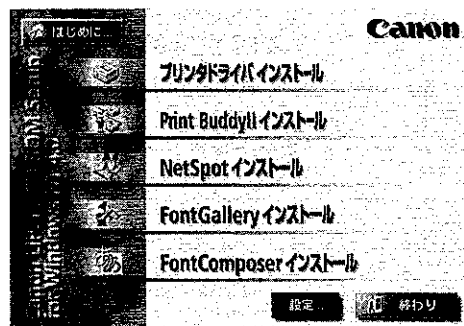 はじめに...
Canon
プリンタドライバ インストール
Print Buddy!! インストール
NetSpot インストール
FontGallery インストール
FontComposer インストール
設定...
終わり